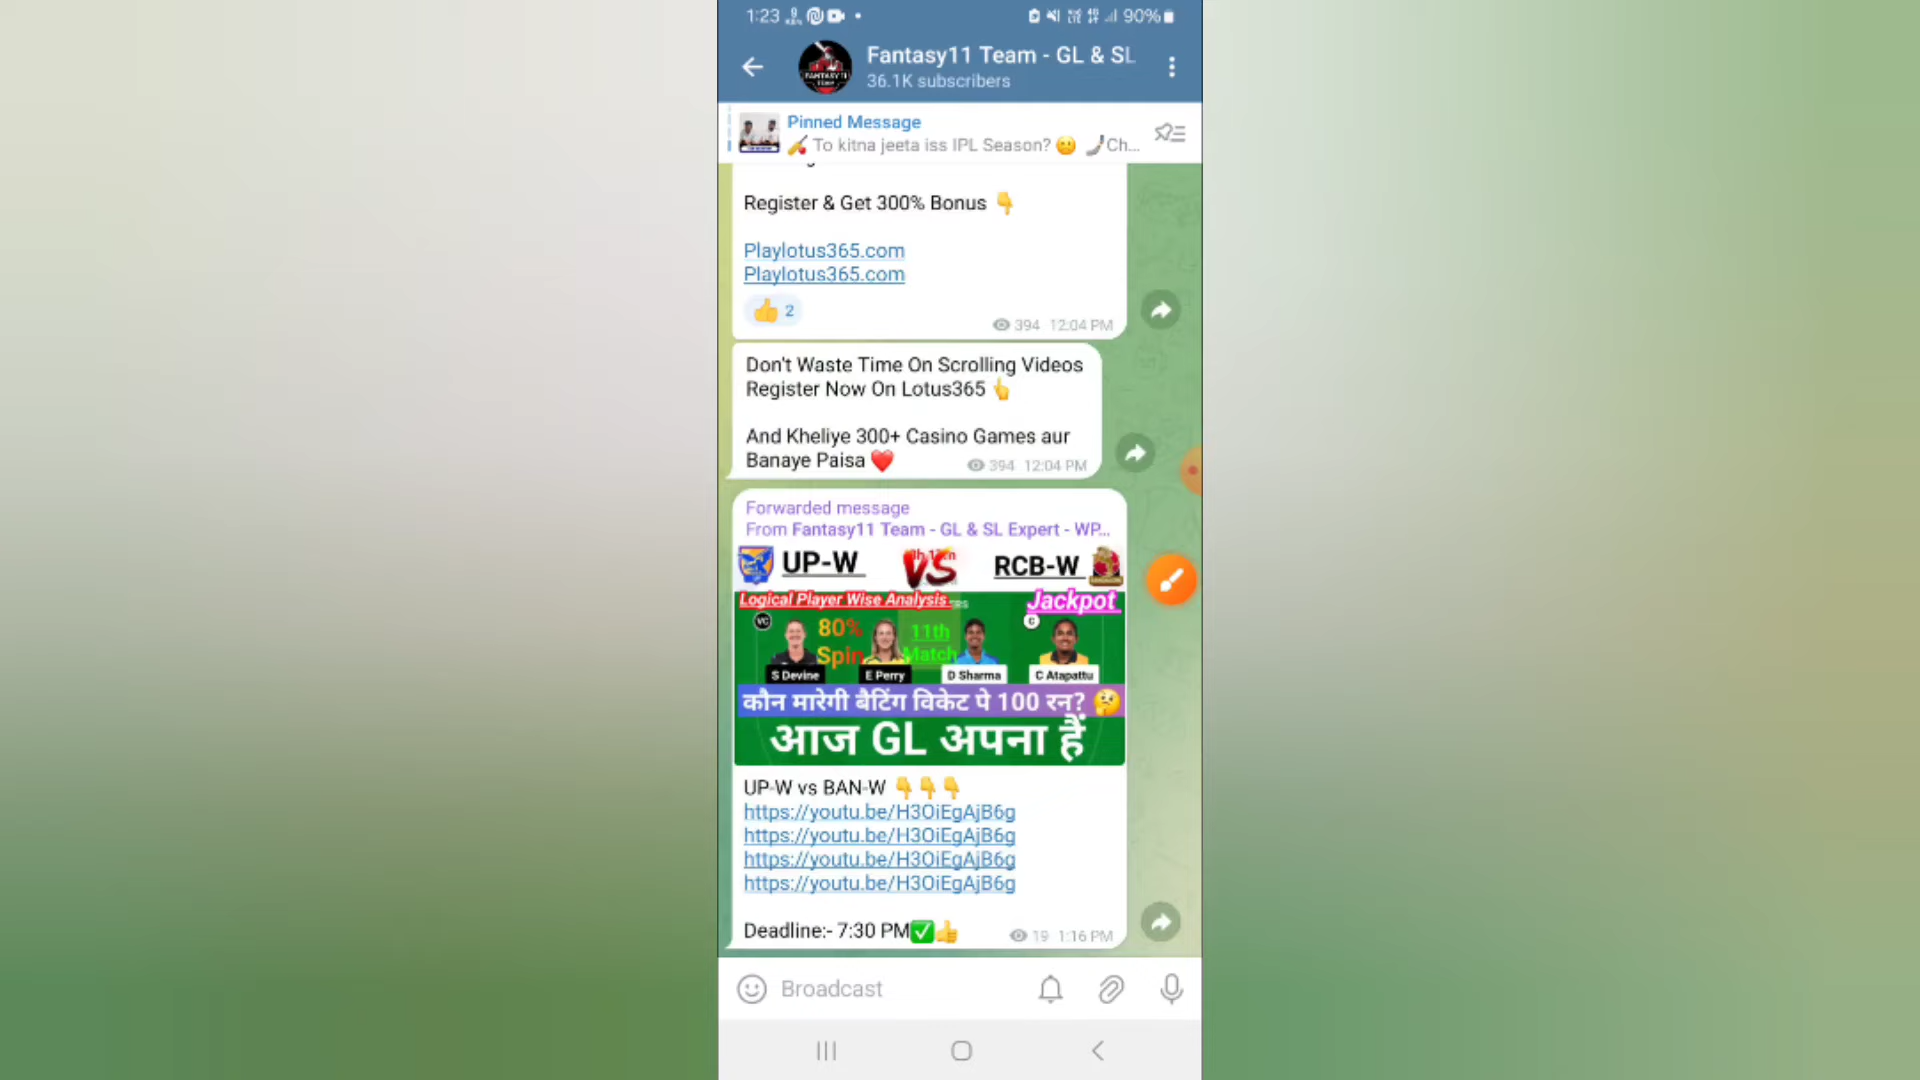 1:23
90%
Fantasy11 Team - GL & SL
36.1K subscribers
Pinned Message
To kitna jeeta iss IPL Season? 🙁 🏏Ch...
Register & Get 300% Bonus 👇
Playlotus365.com
Playlotus365.com
👍 2
394 12:04 PM
Don't Waste Time On Scrolling Videos
Register Now On Lotus365 👆
And Kheliye 300+ Casino Games aur
Banaye Paisa ❤️
394 12:04 PM
Forwarded message
From Fantasy11 Team - GL & SL Expert - WP...
UP-W VS RCB-W
Logical Player Wise Analysis
Jackpot
VC
80%
Spin
11th
Match
C
S Devine
E Perry
D Sharma
C Atapattu
कौन मारेगी बैटिंग विकेट पे 100 रन? 🤔
आज GL अपना हैं
UP-W vs BAN-W 👇👇👇
https://youtu.be/H3OiEgAjB6g
https://youtu.be/H3OiEgAjB6g
https://youtu.be/H3OiEgAjB6g
https://youtu.be/H3OiEgAjB6g
Deadline:- 7:30 PM✅👍
19 1:16 PM
Broadcast